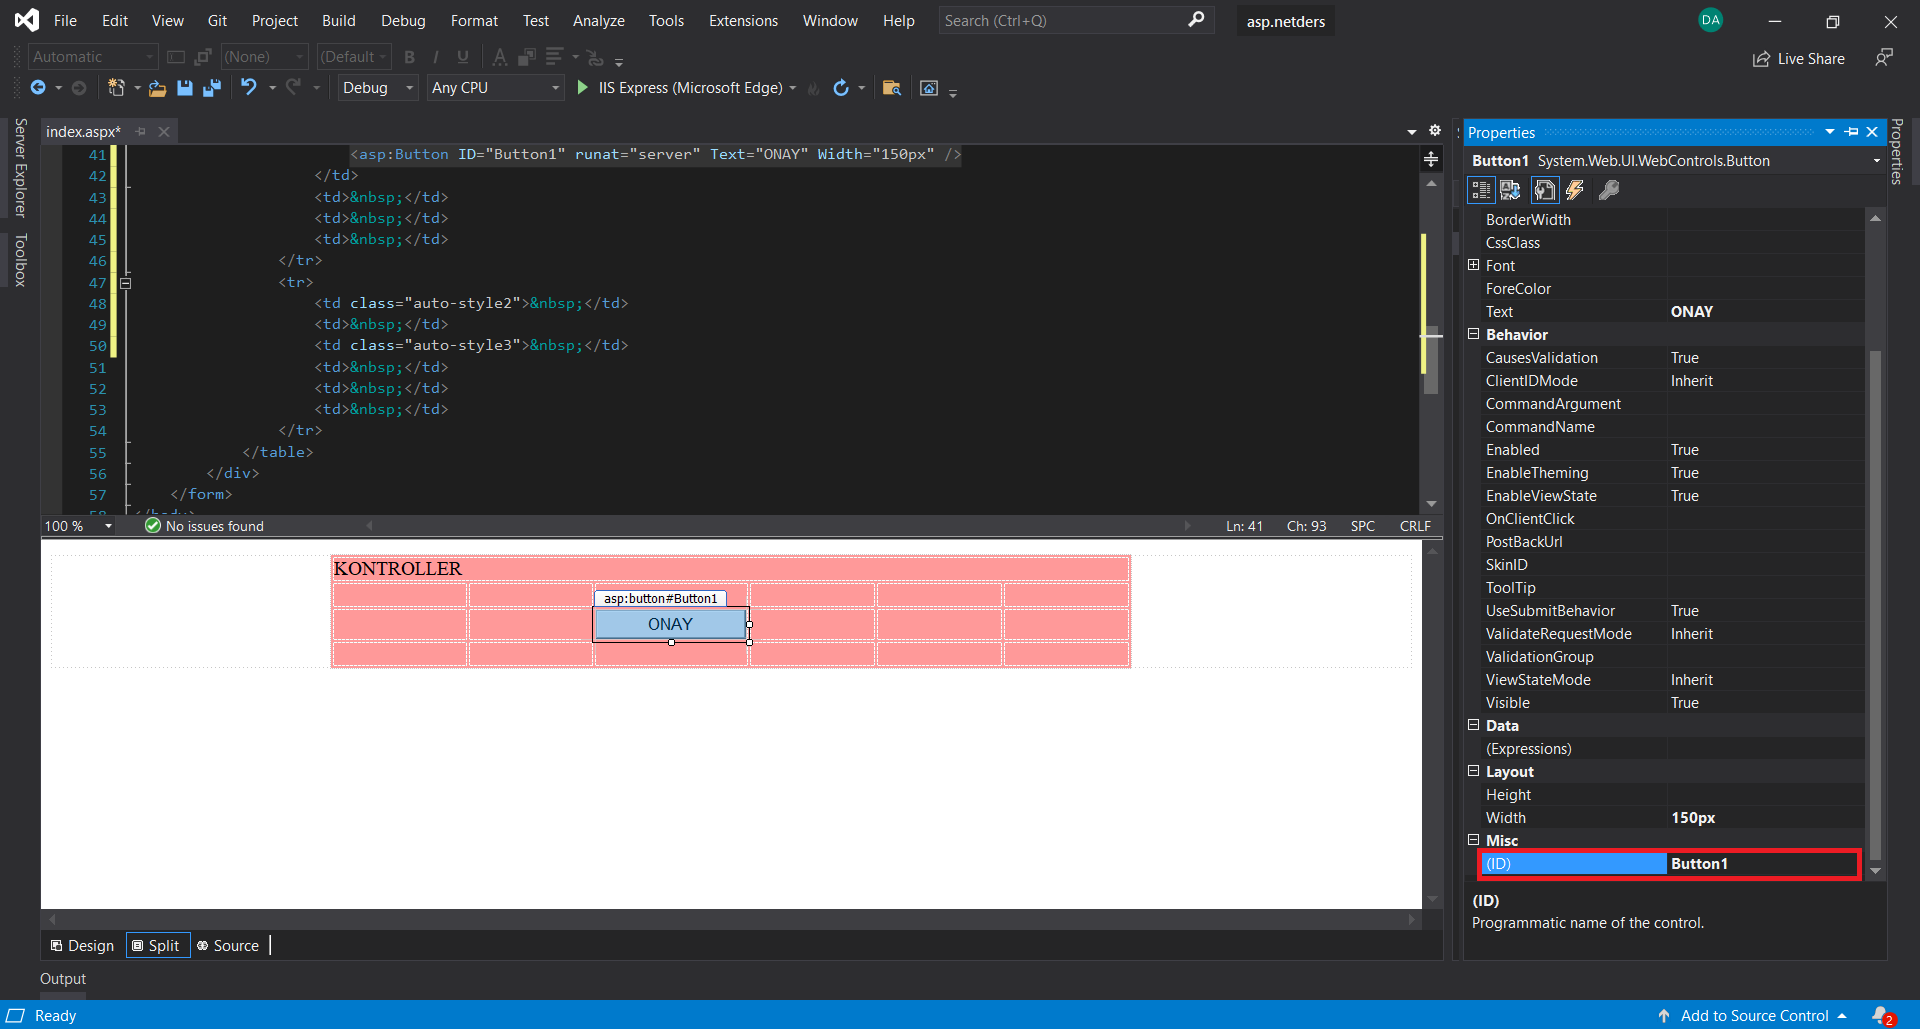 File Edit View Git Project Build Debug Format Test Analyze Tools Extensions Window Help Search (Ctrl+Q) asp.netders DA
Automatic (None) (Default B I U A Live Share
Debug Any CPU IIS Express (Microsoft Edge)
Server Explorer
Toolbox
index.aspx*
41 <asp:Button ID="Button1" runat="server" Text="ONAY" Width="150px" />
42 </td>
43 <td>&nbsp;</td>
44 <td>&nbsp;</td>
45 <td>&nbsp;</td>
46 </tr>
47 <tr>
48 <td class="auto-style2">&nbsp;</td>
49 <td>&nbsp;</td>
50 <td class="auto-style3">&nbsp;</td>
51 <td>&nbsp;</td>
52 <td>&nbsp;</td>
53 <td>&nbsp;</td>
54 </tr>
55 </table>
56 </div>
57 </form>
100 % No issues found Ln: 41 Ch: 93 SPC CRLF
KONTROLLER
asp:button#Button1
ONAY
Design Split Source
Output
Properties
Properties
Button1 System.Web.UI.WebControls.Button
BorderWidth
CssClass
Font
ForeColor
Text ONAY
Behavior
CausesValidation True
ClientIDMode Inherit
CommandArgument
CommandName
Enabled True
EnableTheming True
EnableViewState True
OnClientClick
PostBackUrl
SkinID
ToolTip
UseSubmitBehavior True
ValidateRequestMode Inherit
ValidationGroup
ViewStateMode Inherit
Visible True
Data
(Expressions)
Layout
Height
Width 150px
Misc
(ID) Button1
(ID)
Programmatic name of the control.
Ready Add to Source Control 2